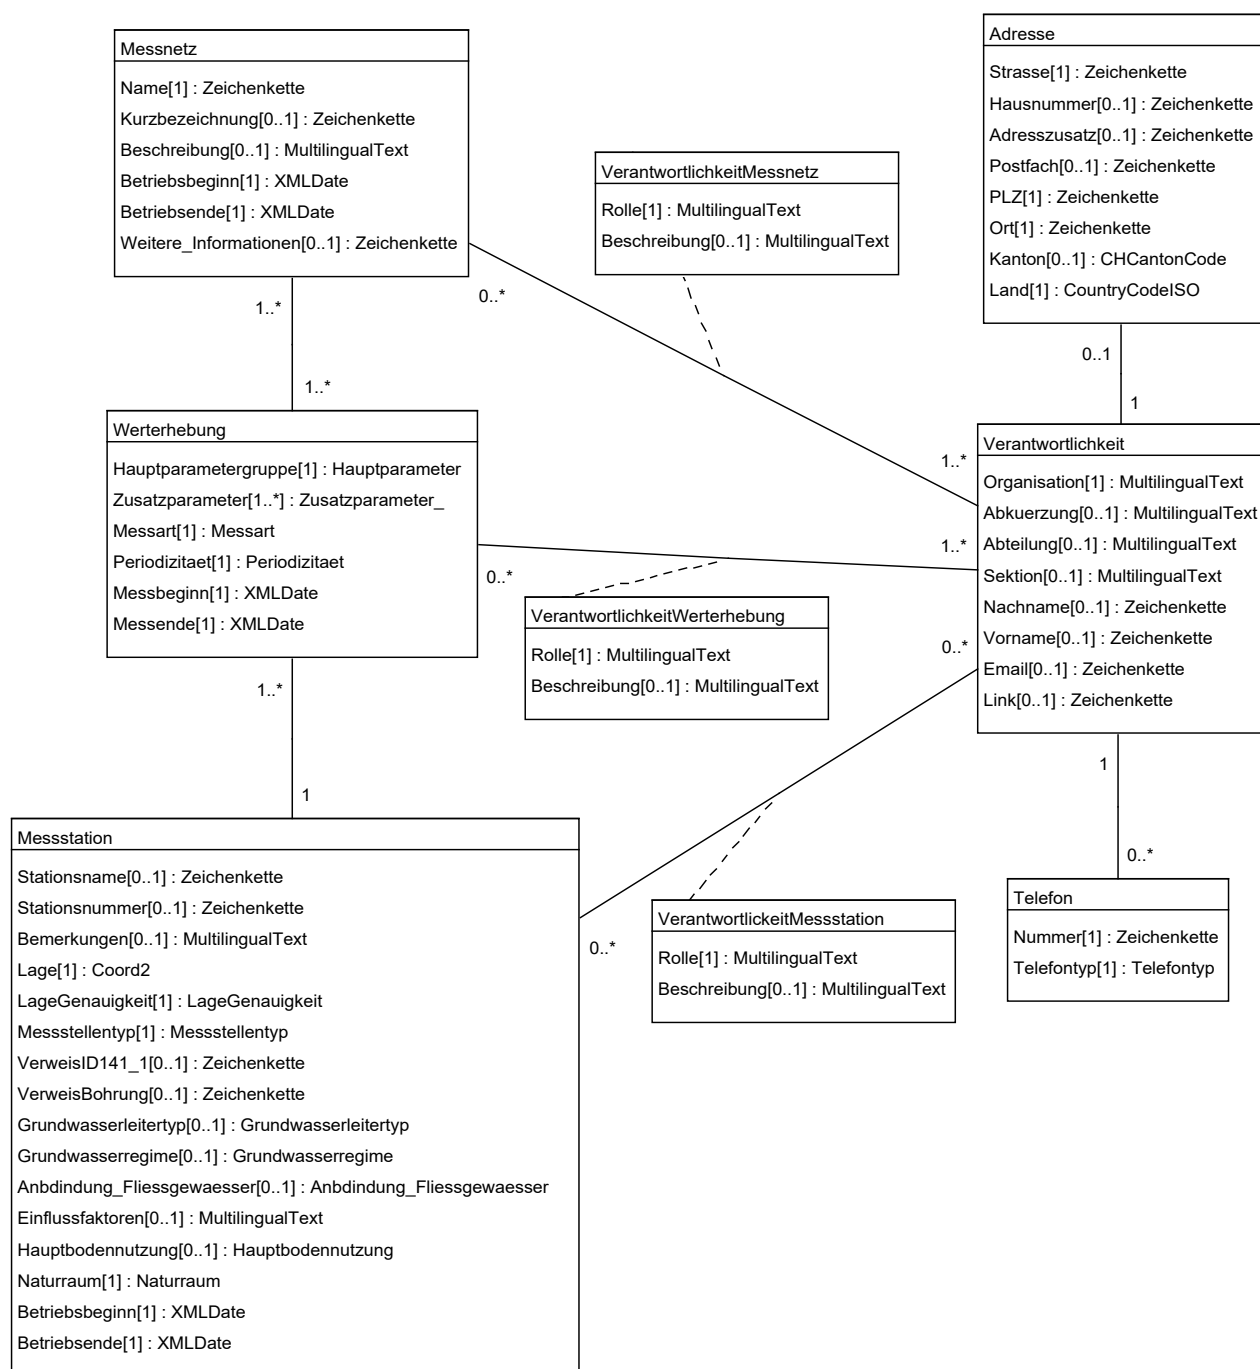 Messnetz
Name[1] : Zeichenkette
Kurzbezeichnung[0..1] : Zeichenkette
Beschreibung[0..1] : MultilingualText
Betriebsbeginn[1] : XMLDate
Betriebsende[1] : XMLDate
Weitere_Informationen[0..1] : Zeichenkette
Adresse
Strasse[1] : Zeichenkette
Hausnummer[0..1] : Zeichenkette
Adresszusatz[0..1] : Zeichenkette
Postfach[0..1] : Zeichenkette
PLZ[1] : Zeichenkette
Ort[1] : Zeichenkette
Kanton[0..1] : CHCantonCode
Land[1] : CountryCodeISO
VerantwortlichkeitMessnetz
Rolle[1] : MultilingualText
Beschreibung[0..1] : MultilingualText
1..*
0..*
0..1
1..*
1
1..*
Werterhebung
Hauptparametergruppe[1] : Hauptparameter
Zusatzparameter[1..*] : Zusatzparameter_
Messart[1] : Messart
Periodizitaet[1] : Periodizitaet
Messbeginn[1] : XMLDate
Messende[1] : XMLDate
Verantwortlichkeit
Organisation[1] : MultilingualText
Abkuerzung[0..1] : MultilingualText
Abteilung[0..1] : MultilingualText
Sektion[0..1] : MultilingualText
Nachname[0..1] : Zeichenkette
Vorname[0..1] : Zeichenkette
Email[0..1] : Zeichenkette
Link[0..1] : Zeichenkette
1..*
0..*
VerantwortlichkeitWerterhebung
Rolle[1] : MultilingualText
Beschreibung[0..1] : MultilingualText
0..*
1..*
1
1
0..*
Messstation
Stationsname[0..1] : Zeichenkette
Stationsnummer[0..1] : Zeichenkette
Bemerkungen[0..1] : MultilingualText
Lage[1] : Coord2
LageGenauigkeit[1] : LageGenauigkeit
Messstellentyp[1] : Messstellentyp
VerweisID141_1[0..1] : Zeichenkette
VerweisBohrung[0..1] : Zeichenkette
Grundwasserleitertyp[0..1] : Grundwasserleitertyp
Grundwasserregime[0..1] : Grundwasserregime
Anbdindung_Fliessgewaesser[0..1] : Anbdindung_Fliessgewaesser
Einflussfaktoren[0..1] : MultilingualText
Hauptbodennutzung[0..1] : Hauptbodennutzung
Naturraum[1] : Naturraum
Betriebsbeginn[1] : XMLDate
Betriebsende[1] : XMLDate
0..*
VerantwortlickeitMessstation
Rolle[1] : MultilingualText
Beschreibung[0..1] : MultilingualText
Telefon
Nummer[1] : Zeichenkette
Telefontyp[1] : Telefontyp